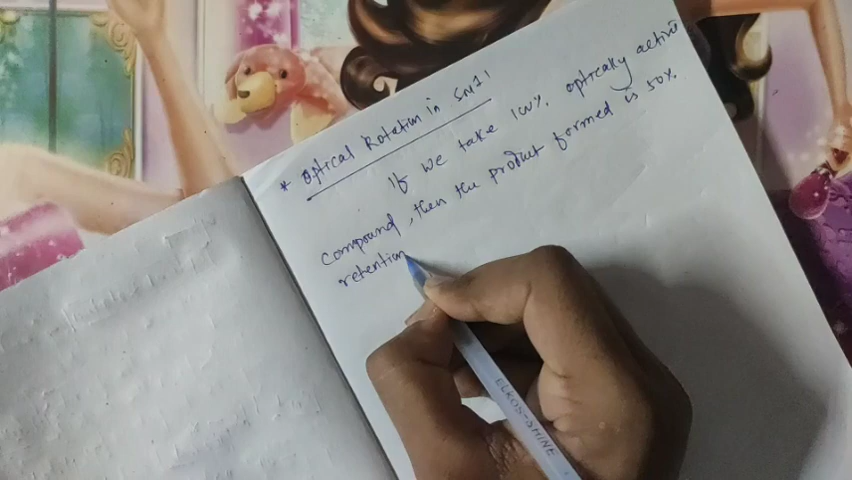 * Optical Rotation in SN1!
If we take 100% optically active
compound, then the product formed is 50%
retention
ELKOS-SHINE